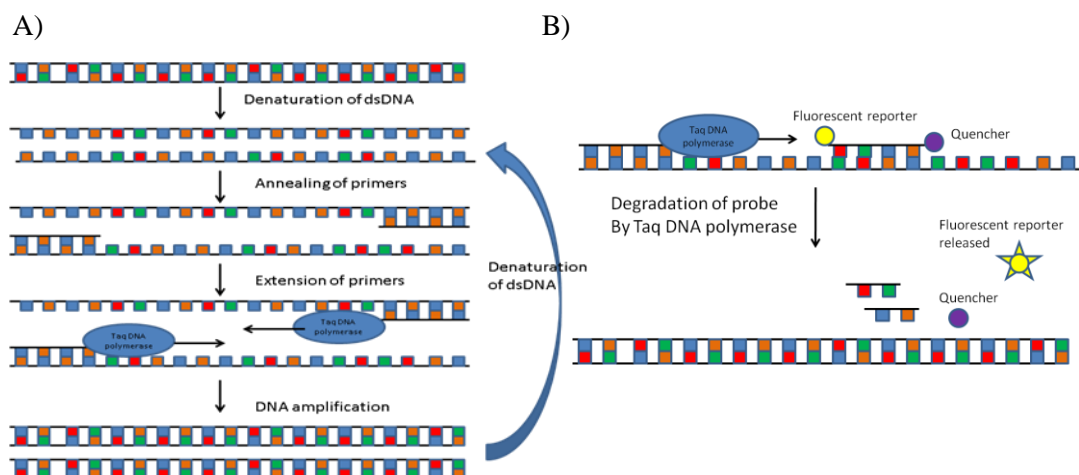 A)
Denaturation of dsDNA
Annealing of primers
Extension of primers
Taq DNA
polymerase
Taq DNA
polymerase
DNA amplification
Denaturation
of dsDNA
B)
Fluorescent reporter
Taq DNA
polymerase
Quencher
Degradation of probe
By Taq DNA polymerase
Fluorescent reporter
released
Quencher